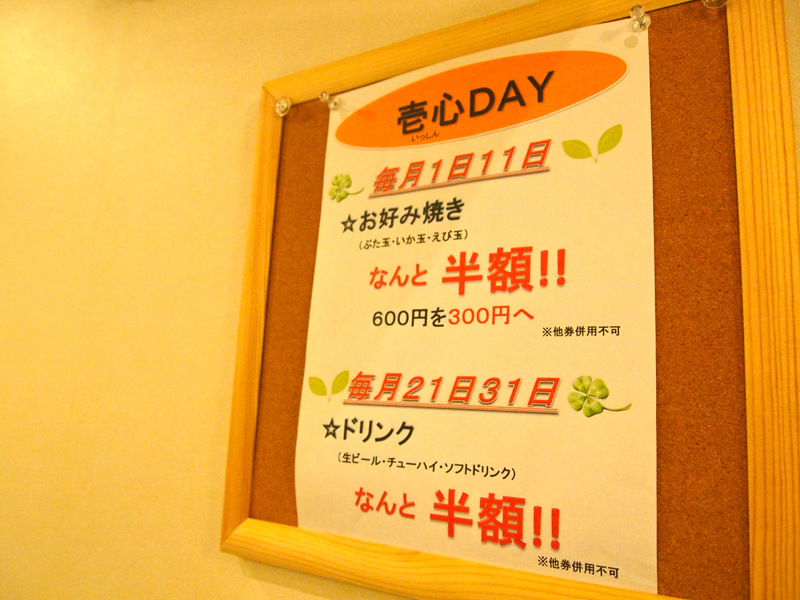 壱心DAY
いっしん
毎月1日11日
☆お好み焼き
（ぶた玉・いか玉・えび玉）
なんと 半額!!
600円を300円へ
※他券併用不可
毎月21日31日
☆ドリンク
（生ビール・チューハイ・ソフトドリンク）
なんと 半額!!
※他券併用不可